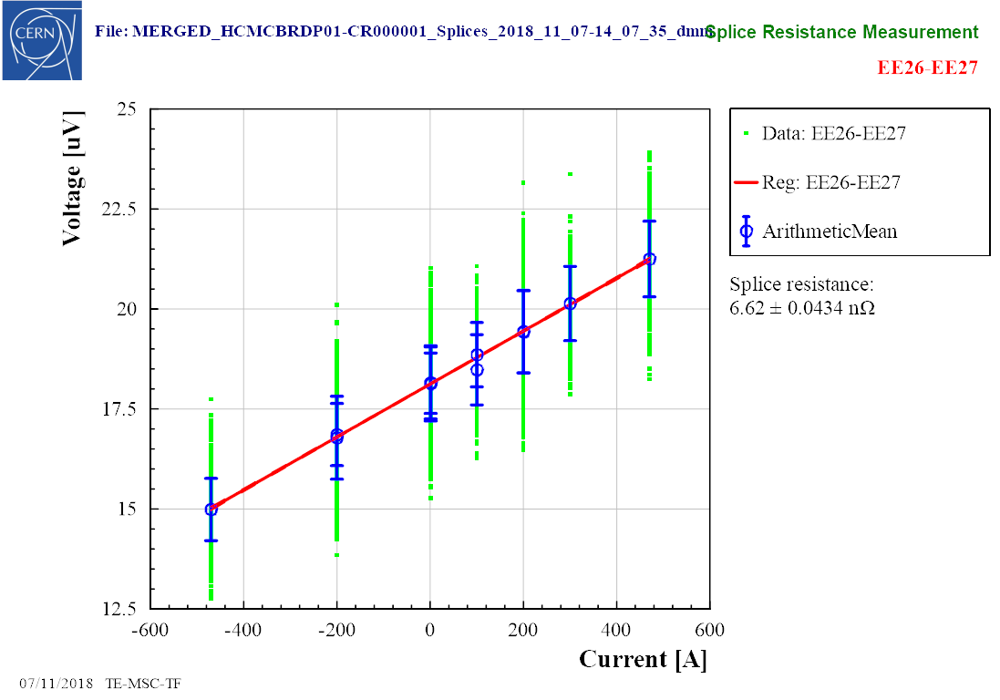 CERN
File: MERGED_HCMCBRDP01-CR000001_Splices_2018_11_07-14_07_35_dmm
Splice Resistance Measurement
EE26-EE27
Voltage [uV]
25
22.5
20
17.5
15
12.5
-600 -400 -200 0 200 400 600
Current [A]
Data: EE26-EE27
Reg: EE26-EE27
ArithmeticMean
Splice resistance:
6.62 ± 0.0434 nΩ
07/11/2018 TE-MSC-TF